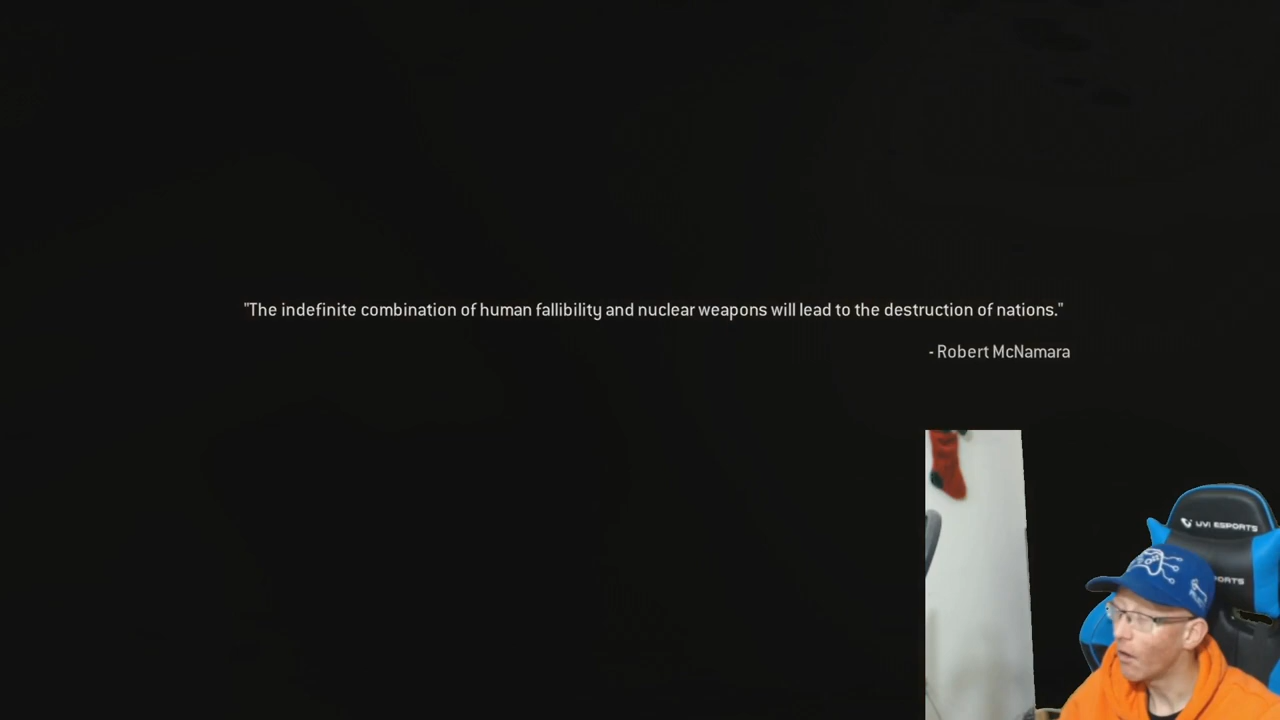 "The indefinite combination of human fallibility and nuclear weapons will lead to the destruction of nations."
- Robert McNamara
UVI ESPORTS
PORTS